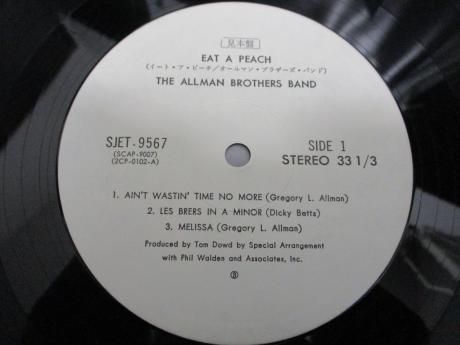 見本盤
EAT A PEACH
(イート・ア・ピーチ/オールマン・ブラザーズ・バンド)
THE ALLMAN BROTHERS BAND
SJET-9567
(SCAP-9007)
(2CP-0102-A)
SIDE 1
STEREO 33 1/3
1. AIN'T WASTIN' TIME NO MORE (Gregory L. Allman)
2. LES BRERS IN A MINOR (Dicky Betts)
3. MELISSA (Gregory L. Allman)
Produced by Tom Dowd by Special Arrangement
with Phil Walden and Associates, Inc.